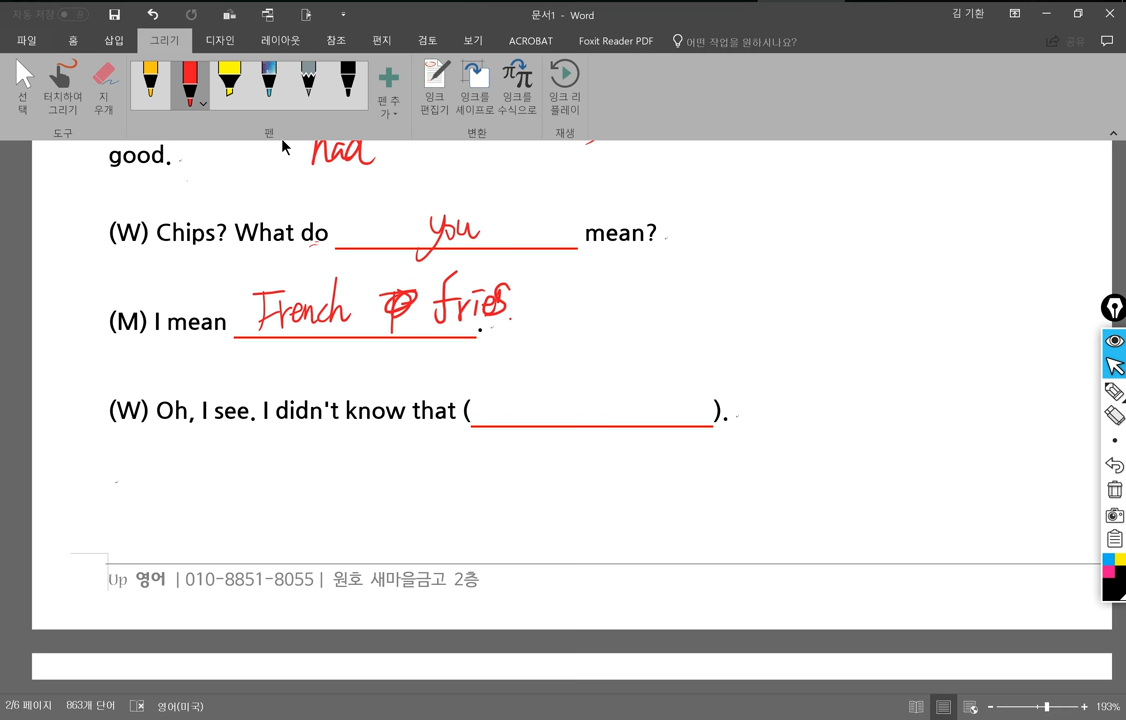 자동 저장
문서1 - Word
김 기환
파일 홈 삽입 그리기 디자인 레이아웃 참조 편지 검토 보기 ACROBAT Foxit Reader PDF 어떤 작업을 원하시나요? 공유
선택
터치하여 그리기
지우개
펜 추가
잉크 편집기
잉크를 셰이프로
잉크를 수식으로
잉크 리플레이
도구 펜 변환 재생
good. had
(W) Chips? What do you mean?
(M) I mean French fries.
(W) Oh, I see. I didn't know that ( ).
Up 영어 | 010-8851-8055 | 원호 새마을금고 2층
2/6 페이지 863개 단어 영어(미국) 193%